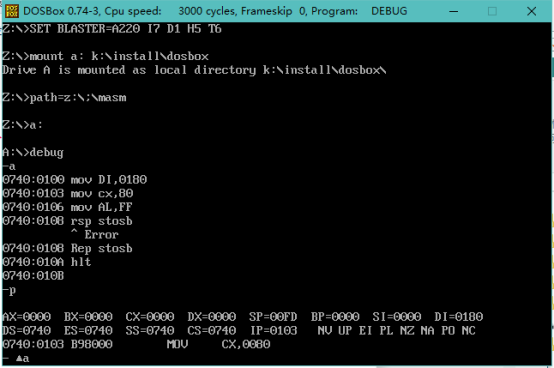 DOSBox 0.74-3, Cpu speed: 3000 cycles, Frameskip 0, Program: DEBUG
Z:\>SET BLASTER=A220 I7 D1 H5 T6
Z:\>mount a: k:\install\dosbox
Drive A is mounted as local directory k:\install\dosbox\
Z:\>path=z:\;\masm
Z:\>a:
A:\>debug
-a
0740:0100 mov DI,0180
0740:0103 mov cx,80
0740:0106 mov AL,FF
0740:0108 rsp stosb
^ Error
0740:0108 Rep stosb
0740:010A hlt
0740:010B
-p
AX=0000 BX=0000 CX=0000 DX=0000 SP=00FD BP=0000 SI=0000 DI=0180
DS=0740 ES=0740 SS=0740 CS=0740 IP=0103 NV UP EI PL NZ NA PO NC
0740:0103 B98000 MOV CX,0080
- ▲a